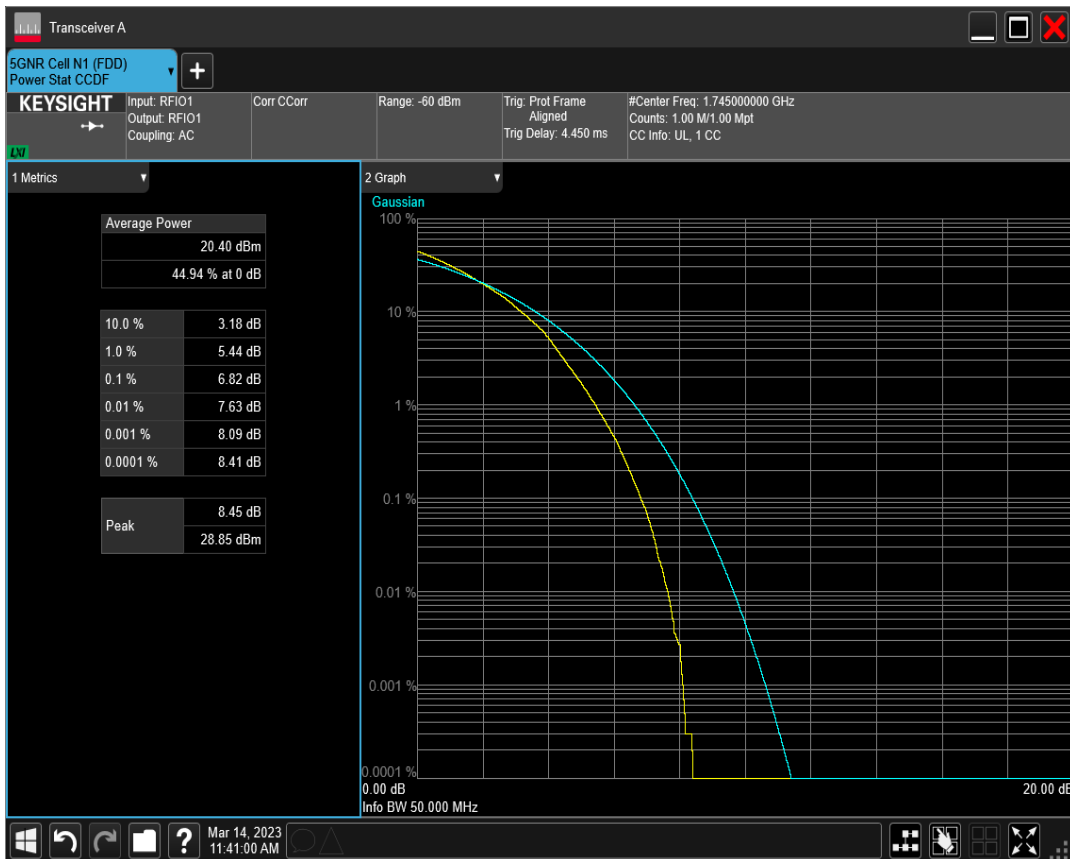 Transceiver A
5GNR Cell N1 (FDD)
Power Stat CCDF
KEYSIGHT
LXI
Input: RFIO1
Output: RFIO1
Coupling: AC
Corr CCorr
Range: -60 dBm
Trig: Prot Frame
Aligned
Trig Delay: 4.450 ms
#Center Freq: 1.745000000 GHz
Counts: 1.00 M/1.00 Mpt
CC Info: UL, 1 CC
1 Metrics
Average Power
20.40 dBm
44.94 % at 0 dB
10.0 % 3.18 dB
1.0 % 5.44 dB
0.1 % 6.82 dB
0.01 % 7.63 dB
0.001 % 8.09 dB
0.0001 % 8.41 dB
Peak
8.45 dB
28.85 dBm
2 Graph
Gaussian
100 %
10 %
1 %
0.1 %
0.01 %
0.001 %
0.0001 %
0.00 dB 20.00 dB
Info BW 50.000 MHz
Mar 14, 2023
11:41:00 AM